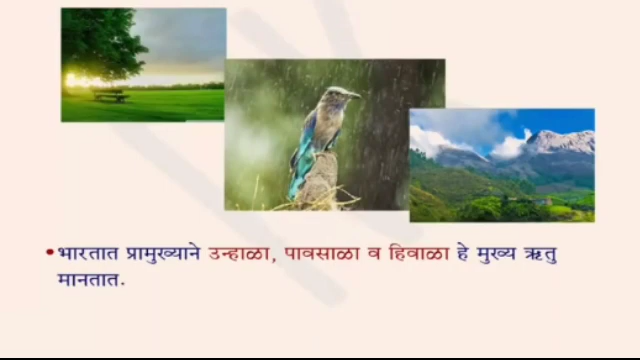 •भारतात प्रामुख्याने उन्हाळा, पावसाळा व हिवाळा हे मुख्य ऋतु
मानतात.